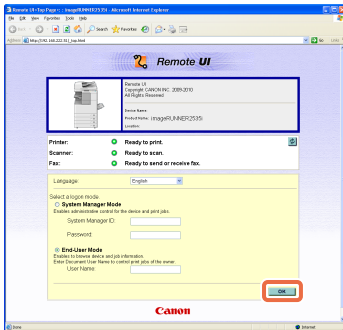 Remote UI <Top Page> : imageRUNNER2535i - Microsoft Internet Explorer
File Edit View Favorites Tools Help
Back Search Favorites
Address http://192.168.222.51/_top.html Go Links
Remote UI
Remote UI
Copyright CANON INC. 2009-2010
All Rights Reserved
Device Name:
Product Name: imageRUNNER2535i
Location:
Printer: Ready to print.
Scanner: Ready to scan.
Fax: Ready to send or receive fax.
Language: English
Select a logon mode.
System Manager Mode
Enables administrative control for the device and print jobs.
System Manager ID:
Password:
End-User Mode
Enables to browse device and job information.
Enter Document User Name to control print jobs of the owner.
User Name:
OK
Canon
Done Internet